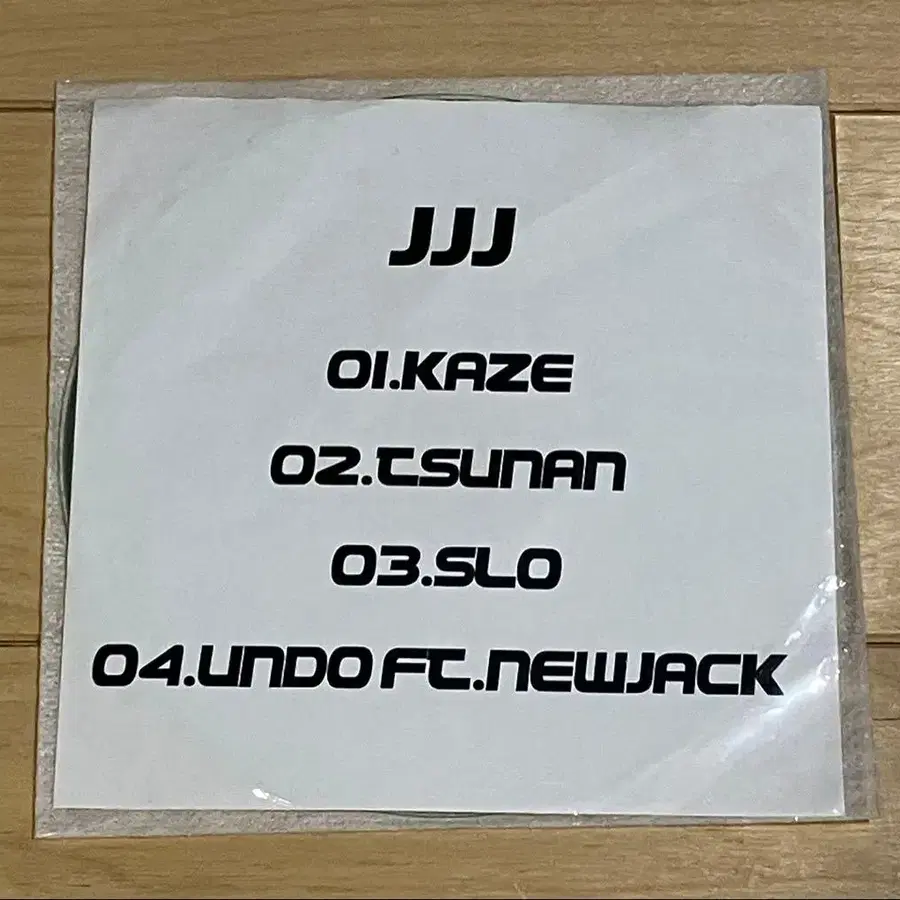 JJJ
01.KAZE
02.TSUNAN
03.SLO
04.UNDO FT.NEWJACK